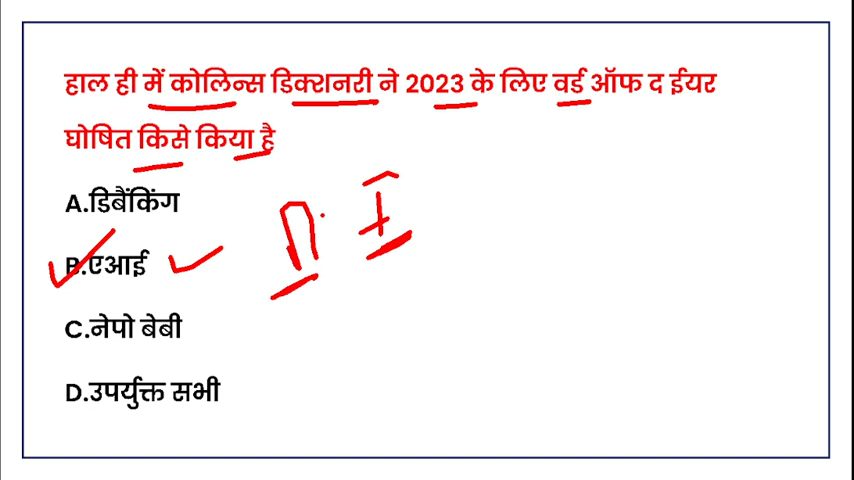 हाल ही में कोलिन्स डिक्शनरी ने 2023 के लिए वर्ड ऑफ द ईयर
घोषित किसे किया है
A.डिबैंकिंग
B.एआई
A.I
C.नेपो बेबी
D.उपर्युक्त सभी